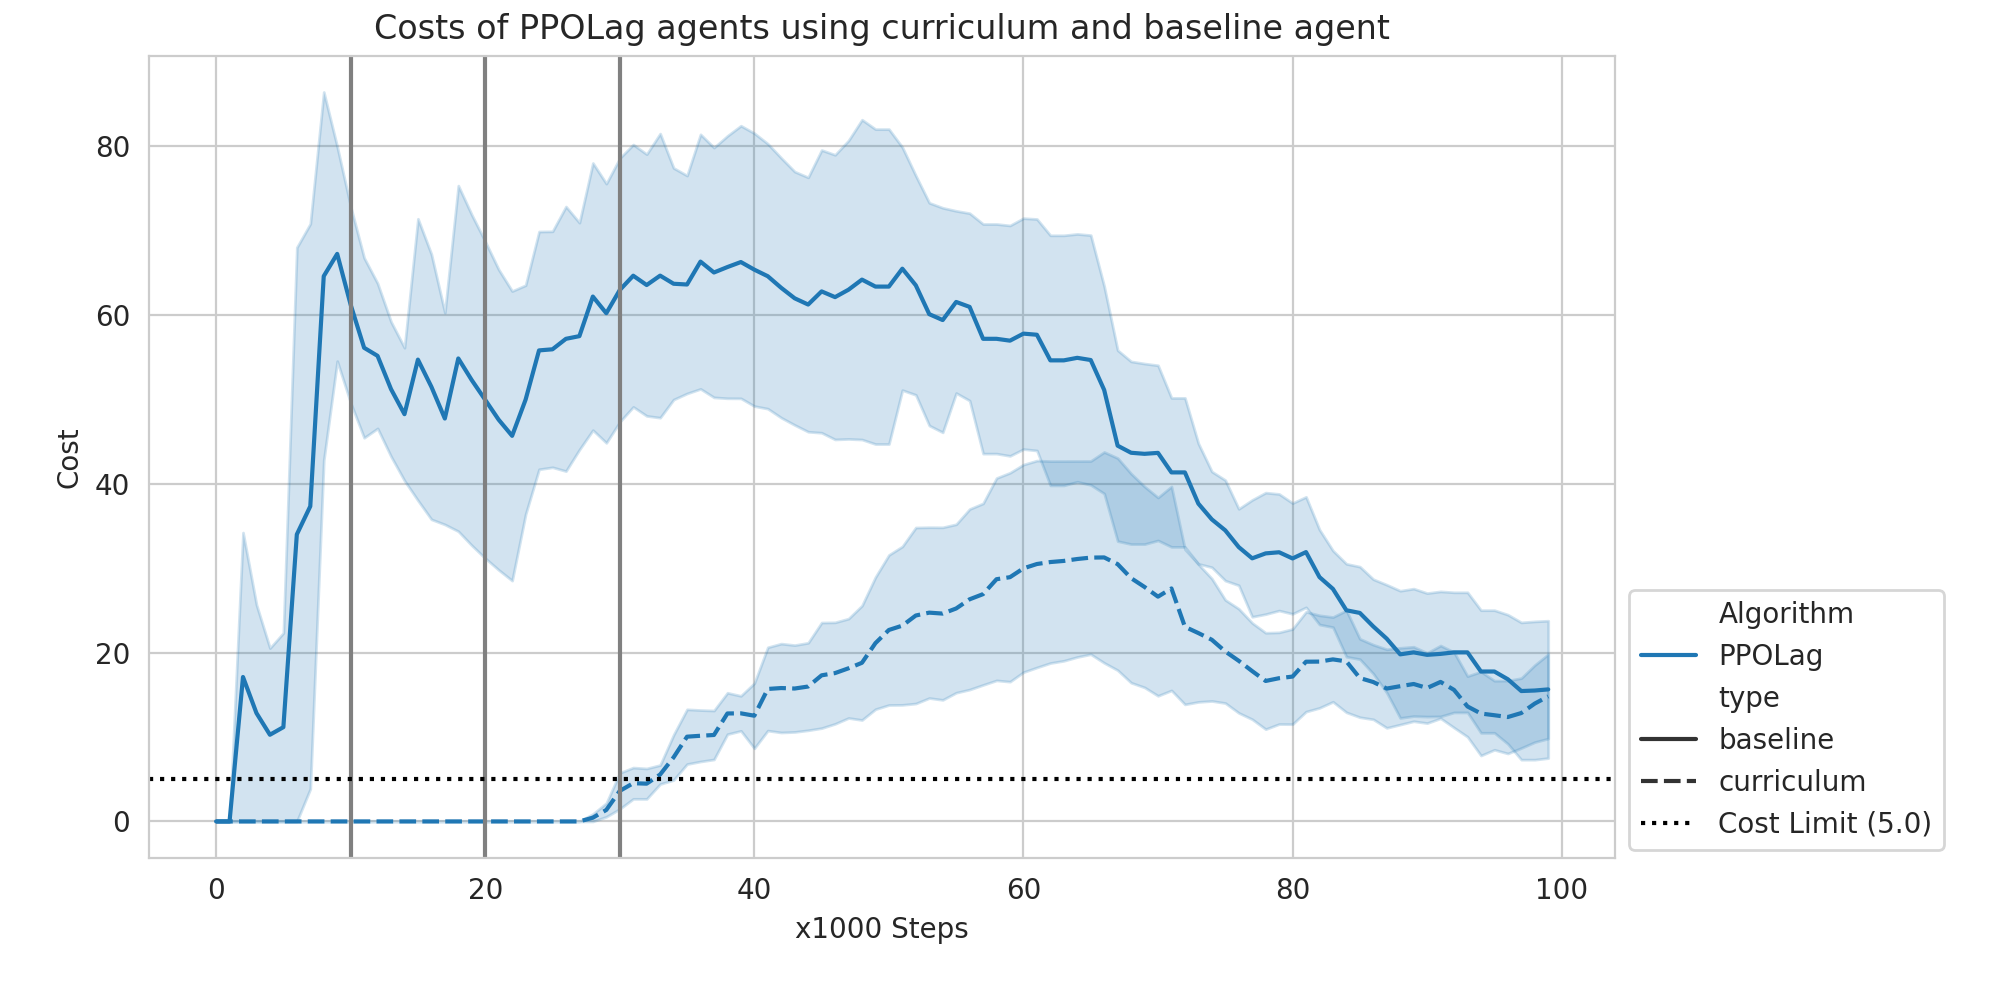 Costs of PPOLag agents using curriculum and baseline agent
Cost
80
60
40
20
0
0 20 40 60 80 100
x1000 Steps
Algorithm
PPOLag
type
baseline
curriculum
Cost Limit (5.0)